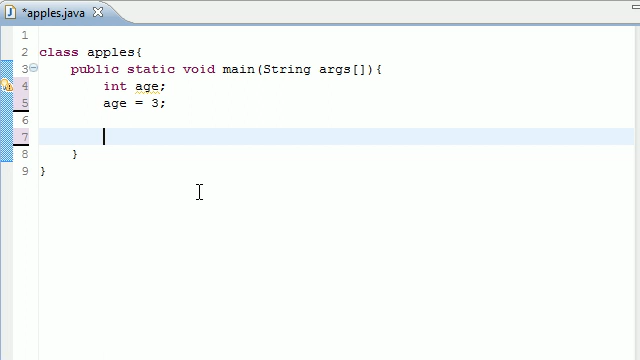 *apples.java
1
2 class apples{
3 public static void main(String args[]){
4 int age;
5 age = 3;
6
7
8 }
9 }